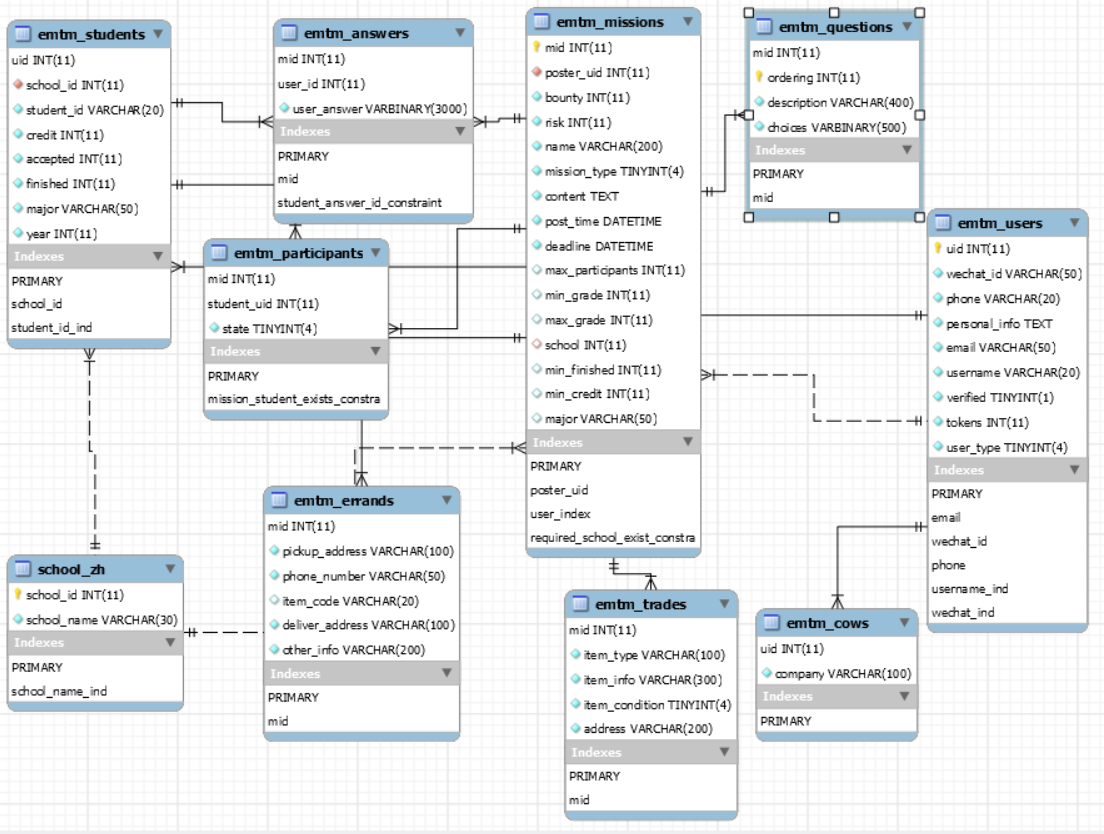 emtm_students
uid INT(11)
school_id INT(11)
student_id VARCHAR(20)
credit INT(11)
accepted INT(11)
finished INT(11)
major VARCHAR(50)
year INT(11)
Indexes
PRIMARY
school_id
student_id_ind
emtm_answers
mid INT(11)
user_id INT(11)
user_answer VARBINARY(3000)
Indexes
PRIMARY
mid
student_answer_id_constraint
emtm_missions
mid INT(11)
poster_uid INT(11)
bounty INT(11)
risk INT(11)
name VARCHAR(200)
mission_type TINYINT(4)
content TEXT
post_time DATETIME
deadline DATETIME
max_participants INT(11)
min_grade INT(11)
max_grade INT(11)
school INT(11)
min_finished INT(11)
min_credit INT(11)
major VARCHAR(50)
Indexes
PRIMARY
poster_uid
user_index
required_school_exist_constra
emtm_questions
mid INT(11)
ordering INT(11)
description VARCHAR(400)
choices VARBINARY(500)
Indexes
PRIMARY
mid
emtm_users
uid INT(11)
wechat_id VARCHAR(50)
phone VARCHAR(20)
personal_info TEXT
email VARCHAR(50)
username VARCHAR(20)
verified TINYINT(1)
tokens INT(11)
user_type TINYINT(4)
Indexes
PRIMARY
email
wechat_id
phone
username_ind
wechat_ind
emtm_participants
mid INT(11)
student_uid INT(11)
state TINYINT(4)
Indexes
PRIMARY
mission_student_exists_constra
emtm_errands
mid INT(11)
pickup_address VARCHAR(100)
phone_number VARCHAR(50)
item_code VARCHAR(20)
deliver_address VARCHAR(100)
other_info VARCHAR(200)
Indexes
PRIMARY
mid
school_zh
school_id INT(11)
school_name VARCHAR(30)
Indexes
PRIMARY
school_name_ind
emtm_trades
mid INT(11)
item_type VARCHAR(100)
item_info VARCHAR(300)
item_condition TINYINT(4)
address VARCHAR(200)
Indexes
PRIMARY
mid
emtm_cows
uid INT(11)
company VARCHAR(100)
Indexes
PRIMARY